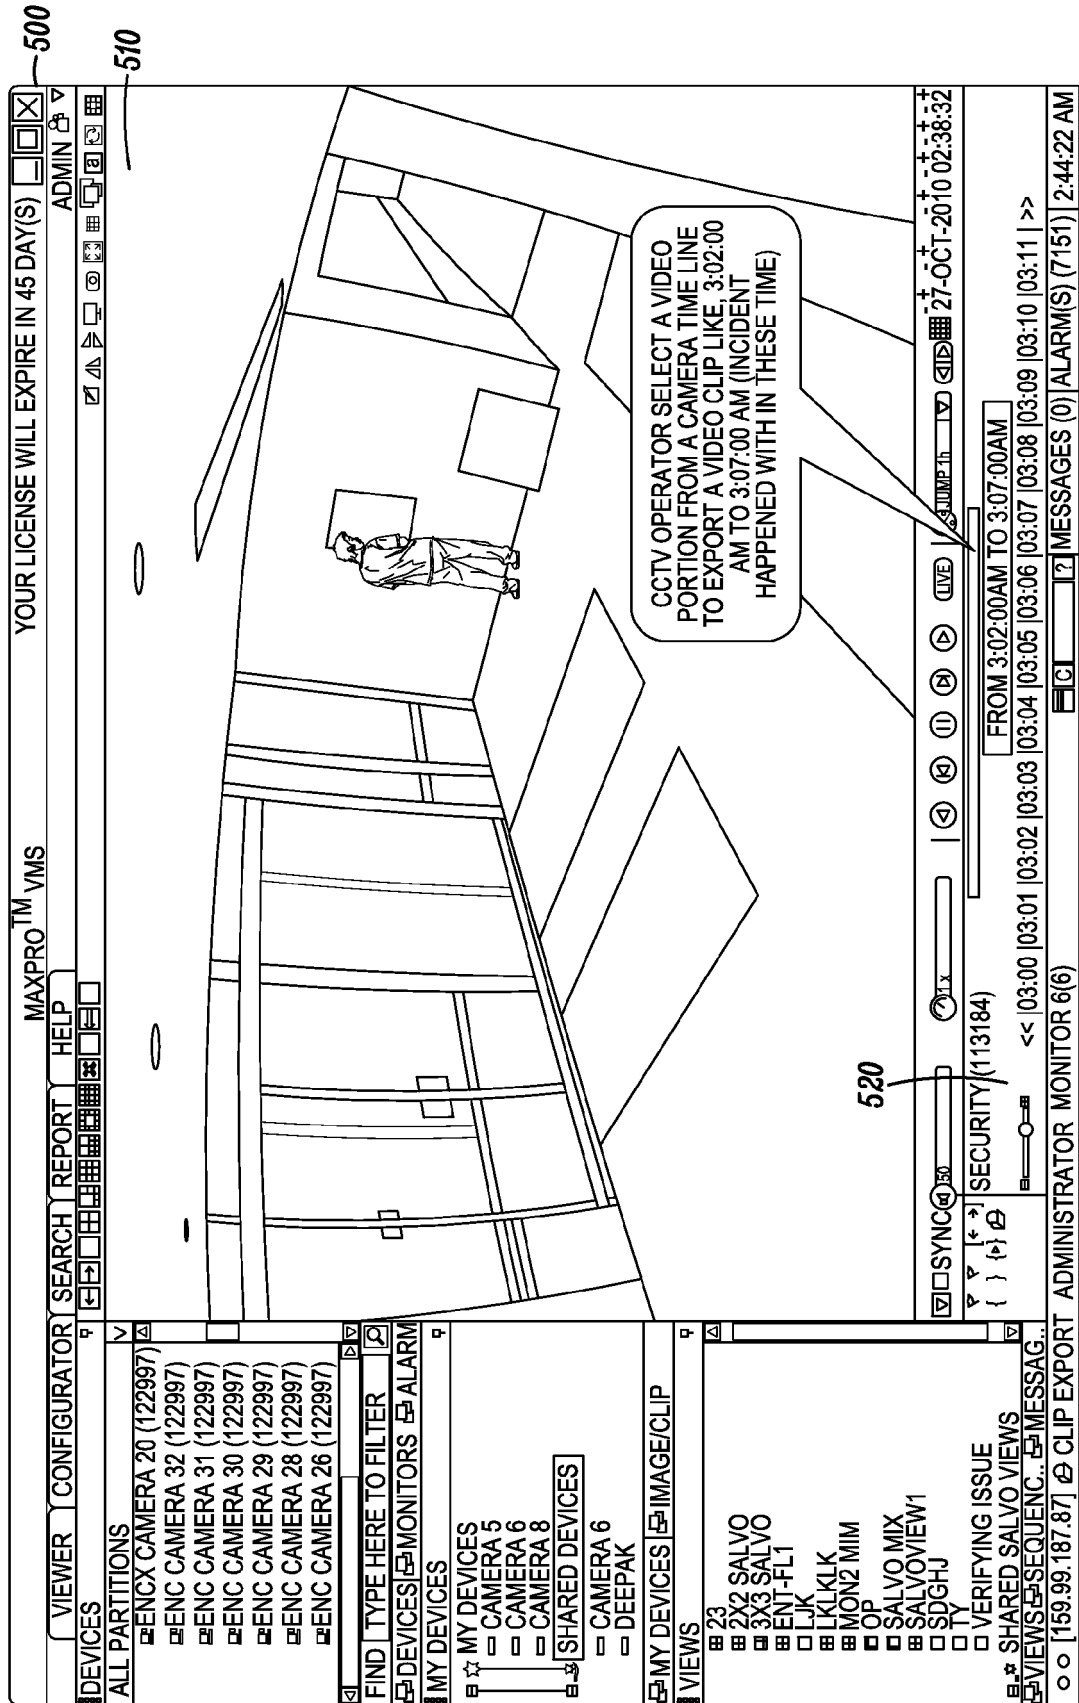 500
510
MAXPRO™ VMS
YOUR LICENSE WILL EXPIRE IN 45 DAY(S)
VIEWER CONFIGURATOR SEARCH REPORT HELP
ADMIN
DEVICES
ALL PARTITIONS
ENCX CAMERA 20 (122997)
ENC CAMERA 32 (122997)
ENC CAMERA 31 (122997)
ENC CAMERA 30 (122997)
ENC CAMERA 29 (122997)
ENC CAMERA 28 (122997)
ENC CAMERA 26 (122997)
FIND TYPE HERE TO FILTER
DEVICES MONITORS ALARM
MY DEVICES
MY DEVICES
CAMERA 5
CAMERA 6
CAMERA 8
SHARED DEVICES
CAMERA 6
DEEPAK
MY DEVICES IMAGE/CLIP
VIEWS
23
2X2 SALVO
3X3 SALVO
ENT-FL1
LJK
LKLKLK
MON2 MIM
OP
SALVO MIX
SALVOVIEW1
SDGHJ
TY
VERIFYING ISSUE
SHARED SALVO VIEWS
VIEWS SEQUENC.. MESSAG..
CCTV OPERATOR SELECT A VIDEO
PORTION FROM A CAMERA TIME LINE
TO EXPORT A VIDEO CLIP LIKE, 3:02:00
AM TO 3:07:00 AM (INCIDENT
HAPPENED WITH IN THESE TIME)
520
SYNC 50 1 x LIVE JUMP 1h 27-OCT-2010 02:38:32
SECURITY (113184)
FROM 3:02:00AM TO 3:07:00AM
<< |03:00 |03:01 |03:02 |03:03 |03:04 |03:05 |03:06 |03:07 |03:08 |03:09 |03:10 |03:11 | >>
[159.99.187.87] CLIP EXPORT ADMINISTRATOR MONITOR 6(6) C ? MESSAGES (0) ALARM(S) (7151) 2:44:22 AM